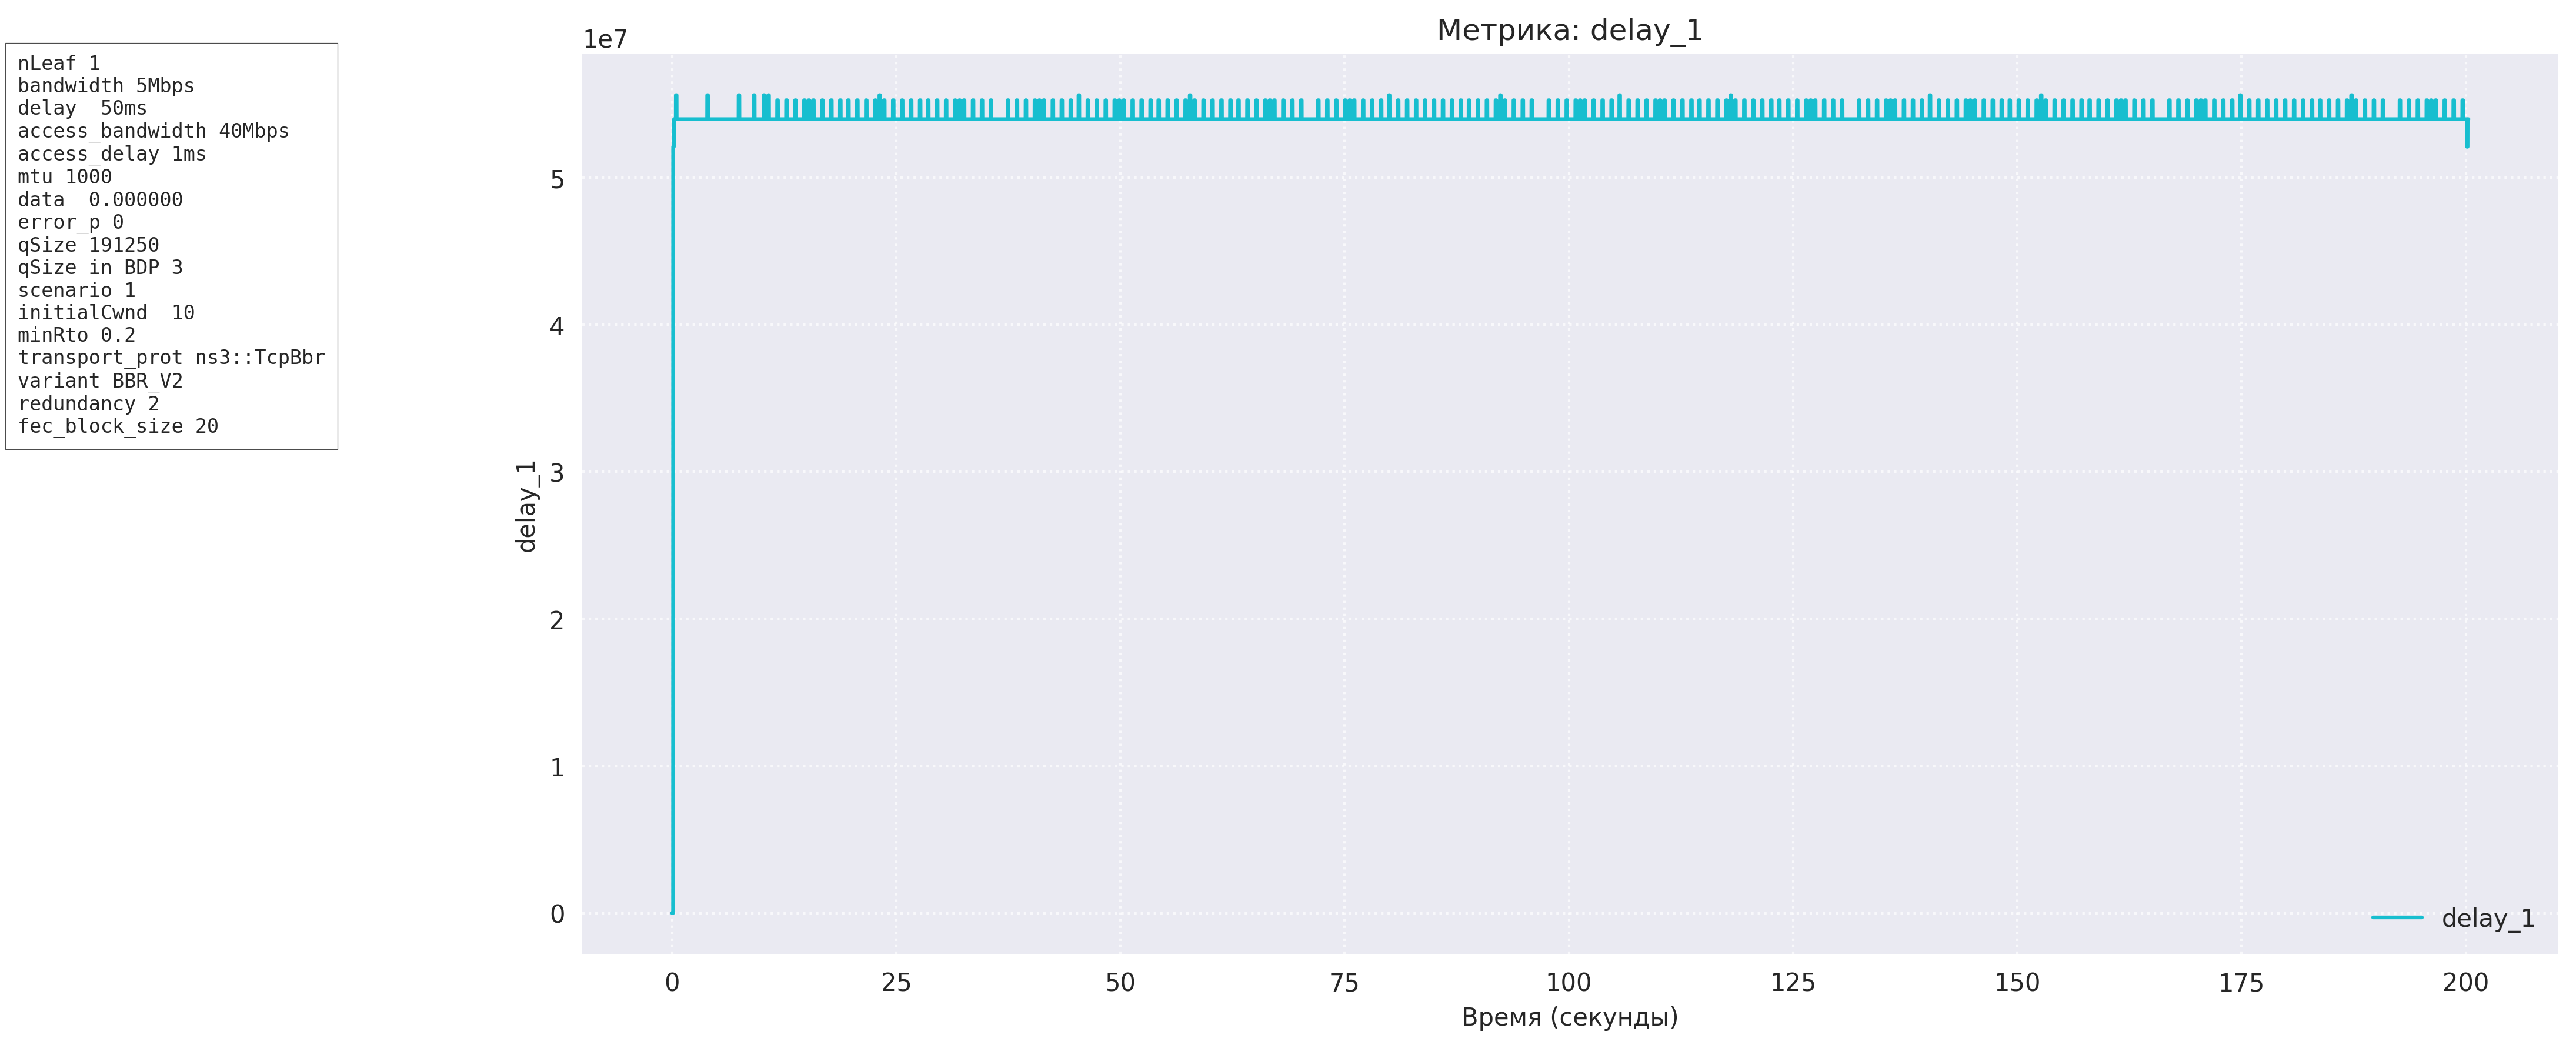 nLeaf 1
bandwidth 5Mbps
delay  50ms
access_bandwidth 40Mbps
access_delay 1ms
mtu 1000
data  0.000000
error_p 0
qSize 191250
qSize in BDP 3
scenario 1
initialCwnd  10
minRto 0.2
transport_prot ns3::TcpBbr
variant BBR_V2
redundancy 2
fec_block_size 20
Метрика: delay_1
1e7
5
4
3
2
1
0
delay_1
delay_1
0 25 50 75 100 125 150 175 200
Время (секунды)